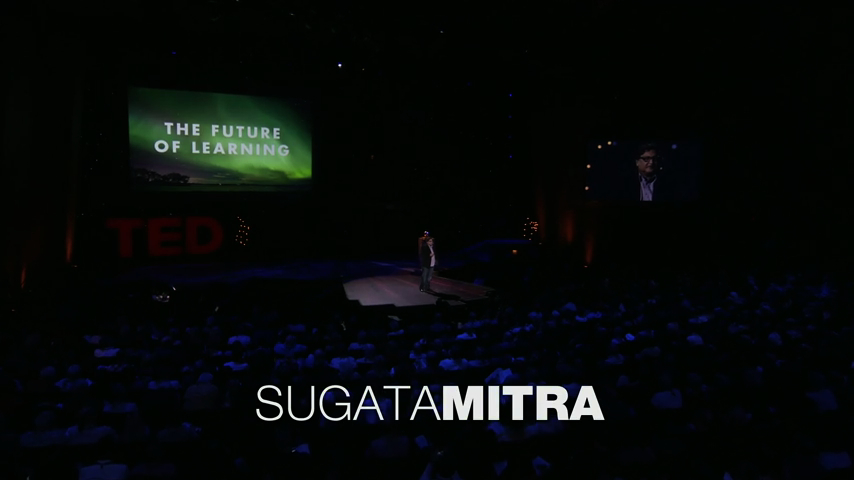 THE FUTURE
OF LEARNING
TED
SUGATAMITRA